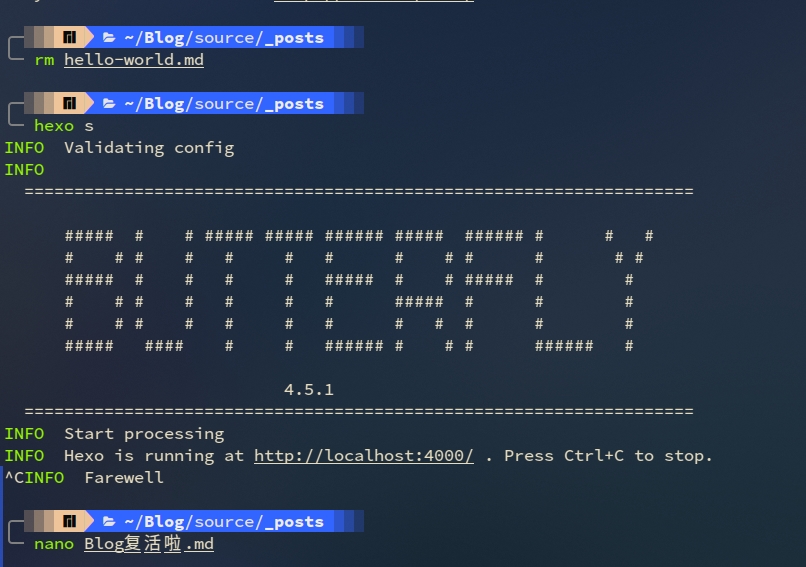 ~/Blog/source/_posts
rm hello-world.md
~/Blog/source/_posts
hexo s
INFO  Validating config
INFO
===================================================================
##### #    # ##### ##### ###### #####  ###### #      #   #
#    # #    #   #     #   #      #    # #      #       # #
##### #    #   #     #   #####  #    # #####  #        #
#    # #    #   #     #   #      #####  #      #        #
#    # #    #   #     #   #      #   #  #      #        #
#####   ####    #     #   ###### #    # #      ######   #
4.5.1
===================================================================
INFO  Start processing
INFO  Hexo is running at http://localhost:4000/ . Press Ctrl+C to stop.
^CINFO  Farewell
~/Blog/source/_posts
nano Blog复活啦.md